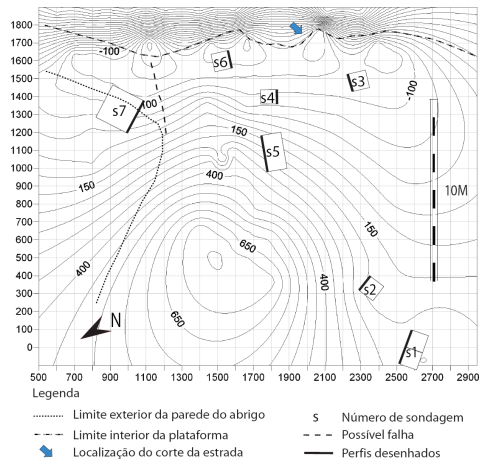 1800
1700
1600
1500
1400
1300
1200
1100
1000
900
800
700
600
500
400
300
200
100
0
-100
s6
s3
-100
s4
s7
150
s5
10M
400
150
650
150
400
400
s2
650
N
s1
500 700 900 1100 1300 1500 1700 1900 2100 2300 2500 2700 2900
Legenda
Limite exterior da parede do abrigo
S Número de sondagem
Limite interior da plataforma
Possível falha
Localização do corte da estrada
Perfis desenhados